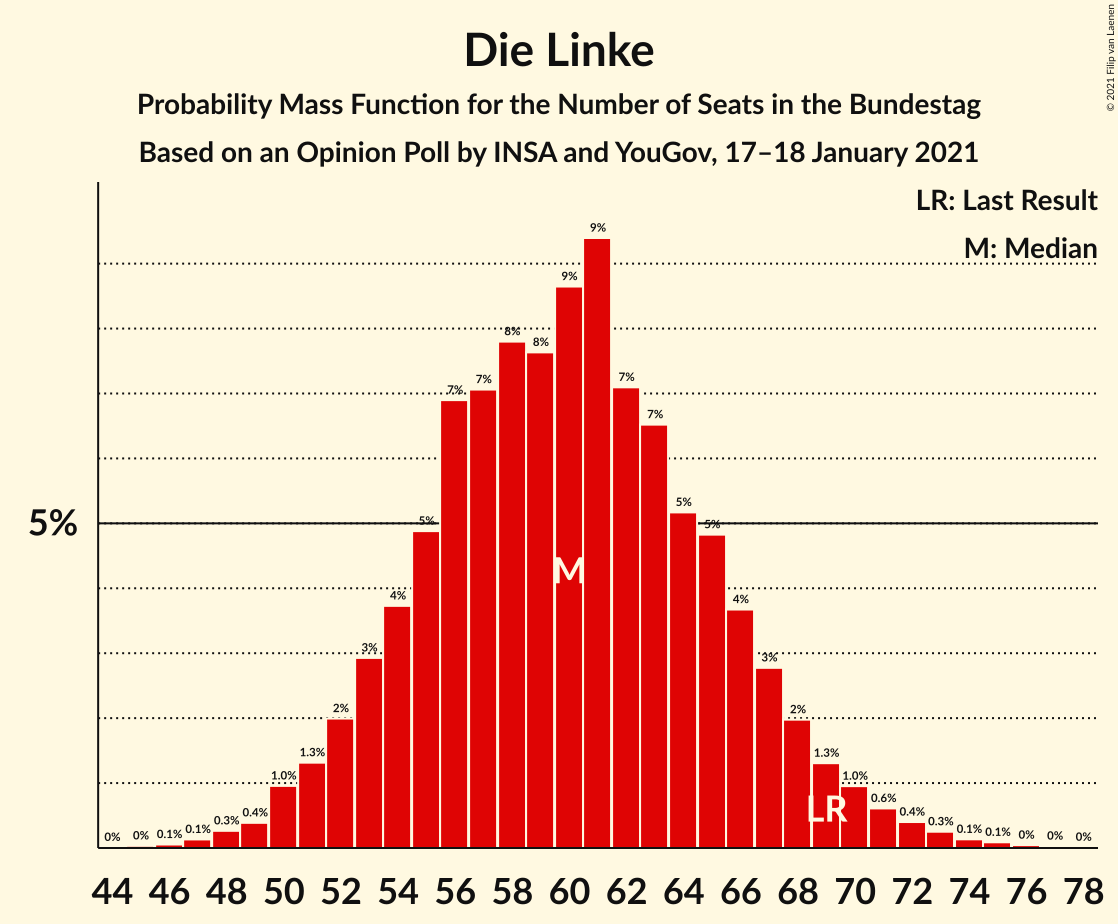 © 2021 Filip van Laenen
Die Linke
Probability Mass Function for the Number of Seats in the Bundestag
Based on an Opinion Poll by INSA and YouGov, 17–18 January 2021
LR: Last Result
M: Median
5%
0% 0% 0.1% 0.1% 0.3% 0.4% 1.0% 1.3% 2% 3% 4% 5% 7% 7% 8% 8% 9% 9% 7% 7% 5% 5% 4% 3% 2% 1.3% 1.0% 0.6% 0.4% 0.3% 0.1% 0.1% 0% 0% 0%
M
LR
44 46 48 50 52 54 56 58 60 62 64 66 68 70 72 74 76 78